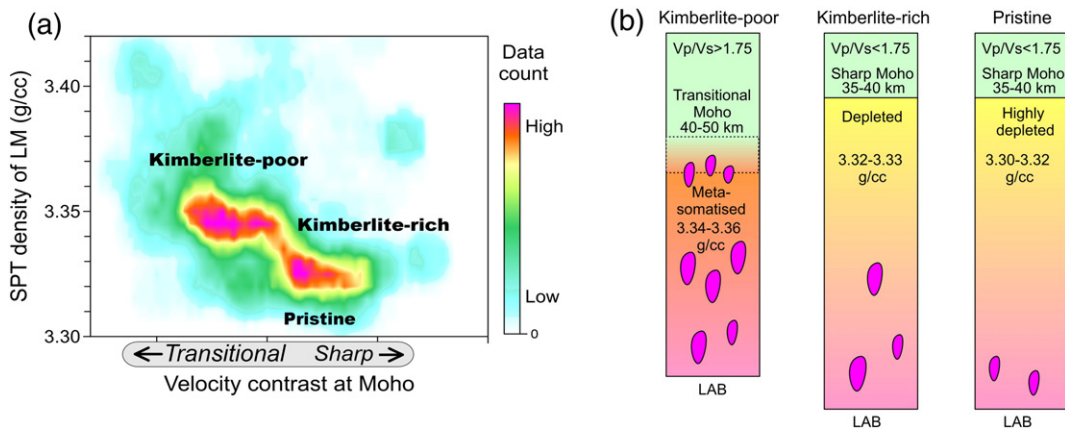 (a)
SPT density of LM (g/cc)
3.40
3.35
3.30
Kimberlite-poor
Kimberlite-rich
Pristine
Data
count
High
Low
0
Transitional
Sharp
Velocity contrast at Moho
(b)
Kimberlite-poor
Vp/Vs>1.75
Transitional
Moho
40-50 km
Meta-
somatised
3.34-3.36
g/cc
LAB
Kimberlite-rich
Vp/Vs<1.75
Sharp Moho
35-40 km
Depleted
3.32-3.33
g/cc
LAB
Pristine
Vp/Vs<1.75
Sharp Moho
35-40 km
Highly
depleted
3.30-3.32
g/cc
LAB